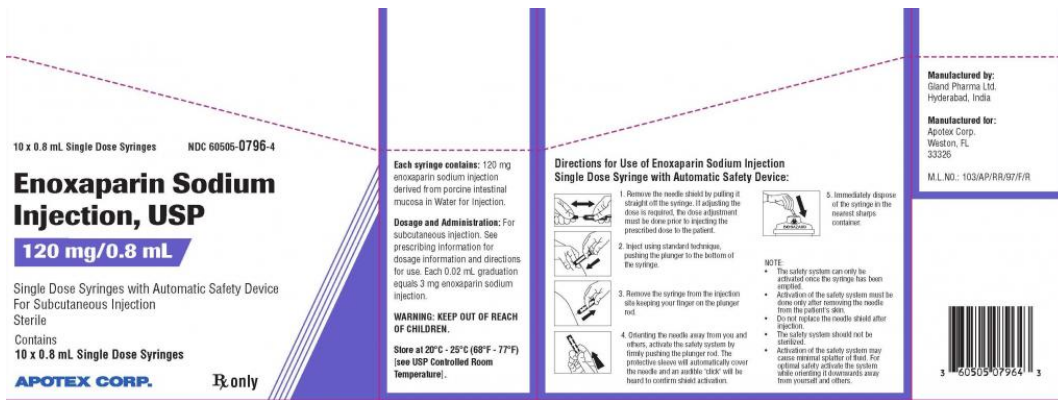 10 x 0.8 mL Single Dose Syringes NDC 60505-0796-4
Enoxaparin Sodium
Injection, USP
120 mg/0.8 mL
Single Dose Syringes with Automatic Safety Device
For Subcutaneous Injection
Sterile
Contains
10 x 0.8 mL Single Dose Syringes
APOTEX CORP. Rx only
Each syringe contains: 120 mg
enoxaparin sodium injection
derived from porcine intestinal
mucosa in Water for Injection.
Dosage and Administration: For
subcutaneous injection. See
prescribing information for
dosage information and directions
for use. Each 0.02 mL graduation
equals 3 mg enoxaparin sodium
injection.
WARNING: KEEP OUT OF REACH
OF CHILDREN.
Store at 20°C - 25°C (68°F - 77°F)
[see USP Controlled Room
Temperature].
Directions for Use of Enoxaparin Sodium Injection
Single Dose Syringe with Automatic Safety Device:
1. Remove the needle shield by pulling it
straight off the syringe. If adjusting the
dose is required, the dose adjustment
must be done prior to injecting the
prescribed dose to the patient.
2. Inject using standard technique,
pushing the plunger to the bottom of
the syringe.
3. Remove the syringe from the injection
site keeping your finger on the plunger
rod.
4. Orienting the needle away from you and
others, activate the safety system by
firmly pushing the plunger rod. The
protective sleeve will automatically cover
the needle and an audible "click" will be
heard to confirm shield activation.
5. Immediately dispose
of the syringe in the
nearest sharps
container.
BIOHAZARD
NOTE:
• The safety system can only be
activated once the syringe has been
emptied.
• Activation of the safety system must be
done only after removing the needle
from the patient's skin.
• Do not replace the needle shield after
injection.
• The safety system should not be
sterilized.
• Activation of the safety system may
cause minimal splatter of fluid. For
optimal safety activate the system
while orienting it downwards away
from yourself and others.
Manufactured by:
Gland Pharma Ltd.
Hyderabad, India
Manufactured for:
Apotex Corp.
Weston, FL
33326
M.L.NO.: 103/AP/RR/97/F/R
3 60505 07964 3